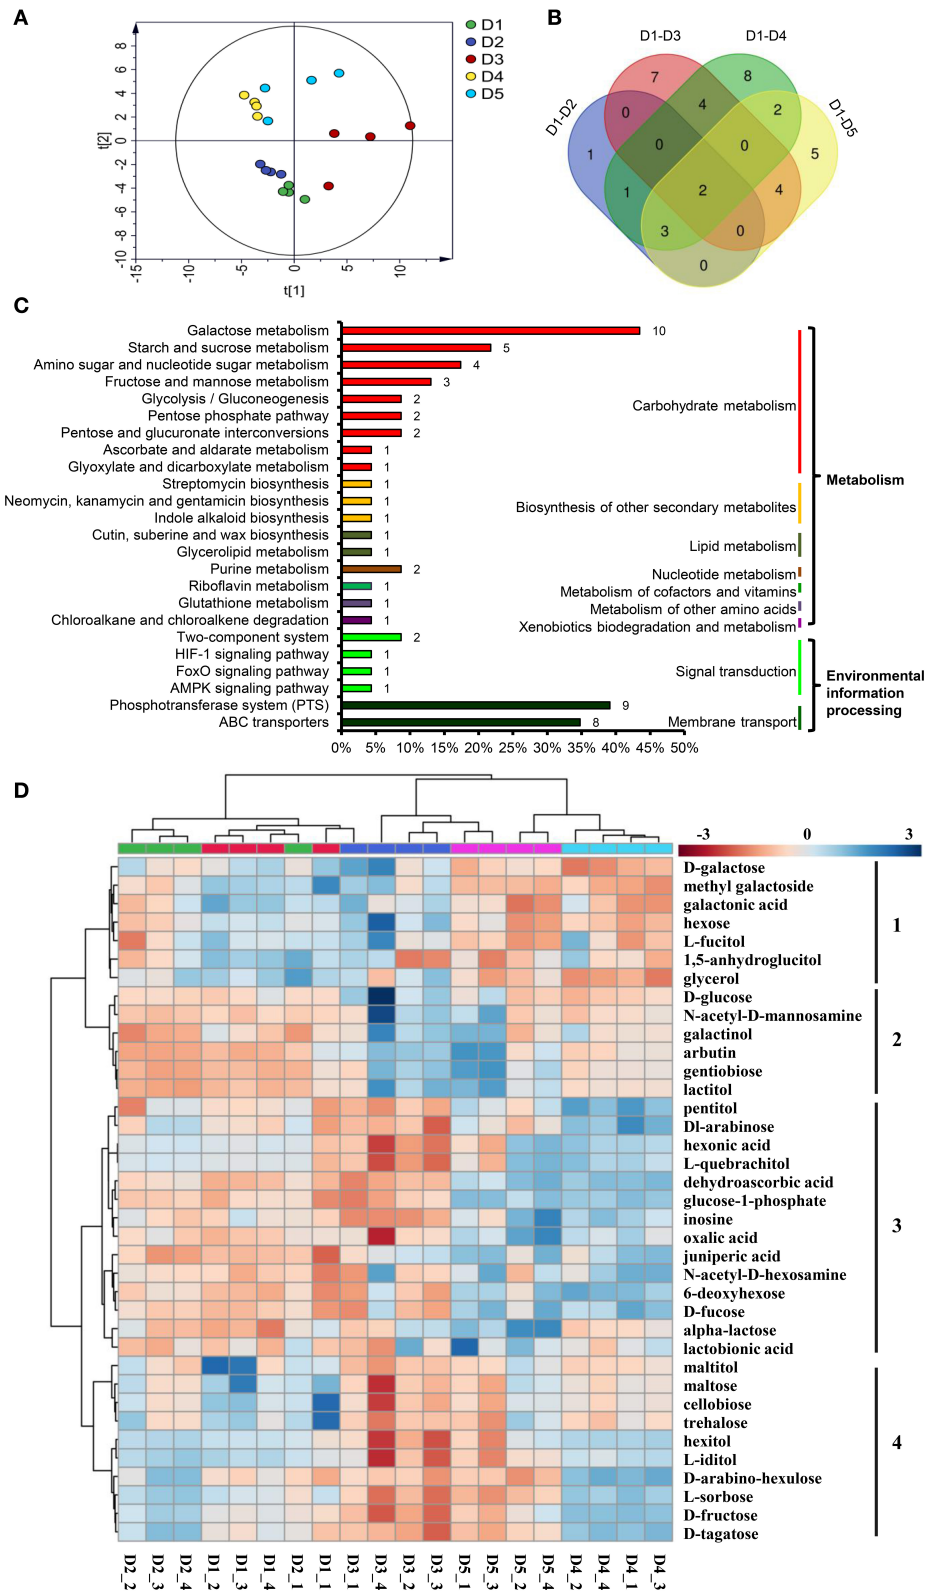 A
8
6
4
2
0
-2
-4
-6
-8
-10
t[2]
-15
-10
-5
0
5
10
t[1]
D1
D2
D3
D4
D5
B
D1-D2
D1-D3
D1-D4
D1-D5
7
8
0
4
2
1
0
0
5
1
2
4
3
0
0
C
Galactose metabolism 10
Starch and sucrose metabolism 5
Amino sugar and nucleotide sugar metabolism 4
Fructose and mannose metabolism 3
Glycolysis / Gluconeogenesis 2
Pentose phosphate pathway 2
Pentose and glucuronate interconversions 2
Ascorbate and aldarate metabolism 1
Glyoxylate and dicarboxylate metabolism 1
Streptomycin biosynthesis 1
Neomycin, kanamycin and gentamicin biosynthesis 1
Indole alkaloid biosynthesis 1
Cutin, suberine and wax biosynthesis 1
Glycerolipid metabolism 1
Purine metabolism 2
Riboflavin metabolism 1
Glutathione metabolism 1
Chloroalkane and chloroalkene degradation 1
Two-component system 2
HIF-1 signaling pathway 1
FoxO signaling pathway 1
AMPK signaling pathway 1
Phosphotransferase system (PTS) 9
ABC transporters 8
0% 5% 10% 15% 20% 25% 30% 35% 40% 45% 50%
Carbohydrate metabolism
Biosynthesis of other secondary metabolites
Lipid metabolism
Nucleotide metabolism
Metabolism of cofactors and vitamins
Metabolism of other amino acids
Xenobiotics biodegradation and metabolism
Signal transduction
Membrane transport
Metabolism
Environmental
information
processing
D
-3 0 3
D-galactose
methyl galactoside
galactonic acid
hexose
L-fucitol
1,5-anhydroglucitol
glycerol
D-glucose
N-acetyl-D-mannosamine
galactinol
arbutin
gentiobiose
lactitol
pentitol
Dl-arabinose
hexonic acid
L-quebrachitol
dehydroascorbic acid
glucose-1-phosphate
inosine
oxalic acid
juniperic acid
N-acetyl-D-hexosamine
6-deoxyhexose
D-fucose
alpha-lactose
lactobionic acid
maltitol
maltose
cellobiose
trehalose
hexitol
L-iditol
D-arabino-hexulose
L-sorbose
D-fructose
D-tagatose
1
2
3
4
D2_2
D2_3
D2_4
D1_2
D1_3
D1_4
D2_1
D1_1
D3_1
D3_4
D3_2
D3_3
D5_1
D5_3
D5_2
D5_4
D4_2
D4_4
D4_1
D4_3